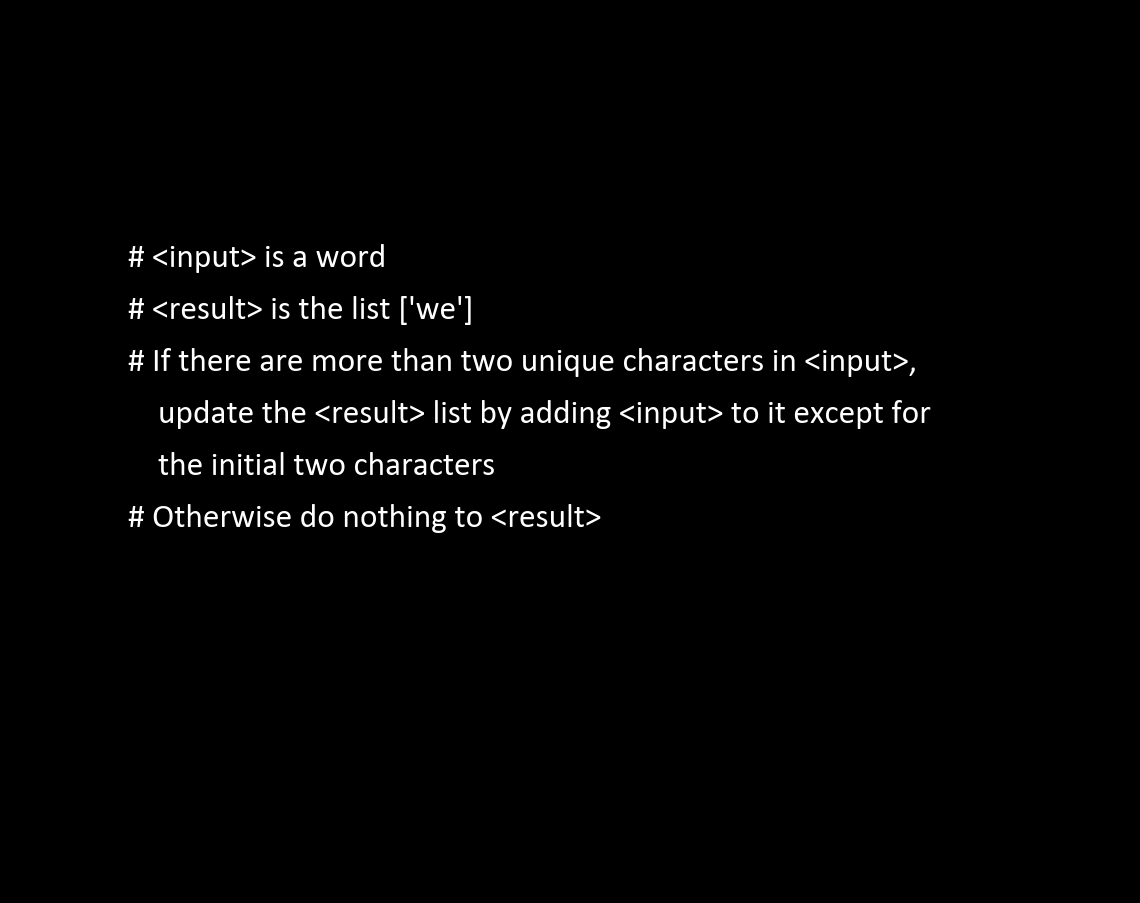 # <input> is a word
# <result> is the list ['we']
# If there are more than two unique characters in <input>,
update the <result> list by adding <input> to it except for
the initial two characters
# Otherwise do nothing to <result>